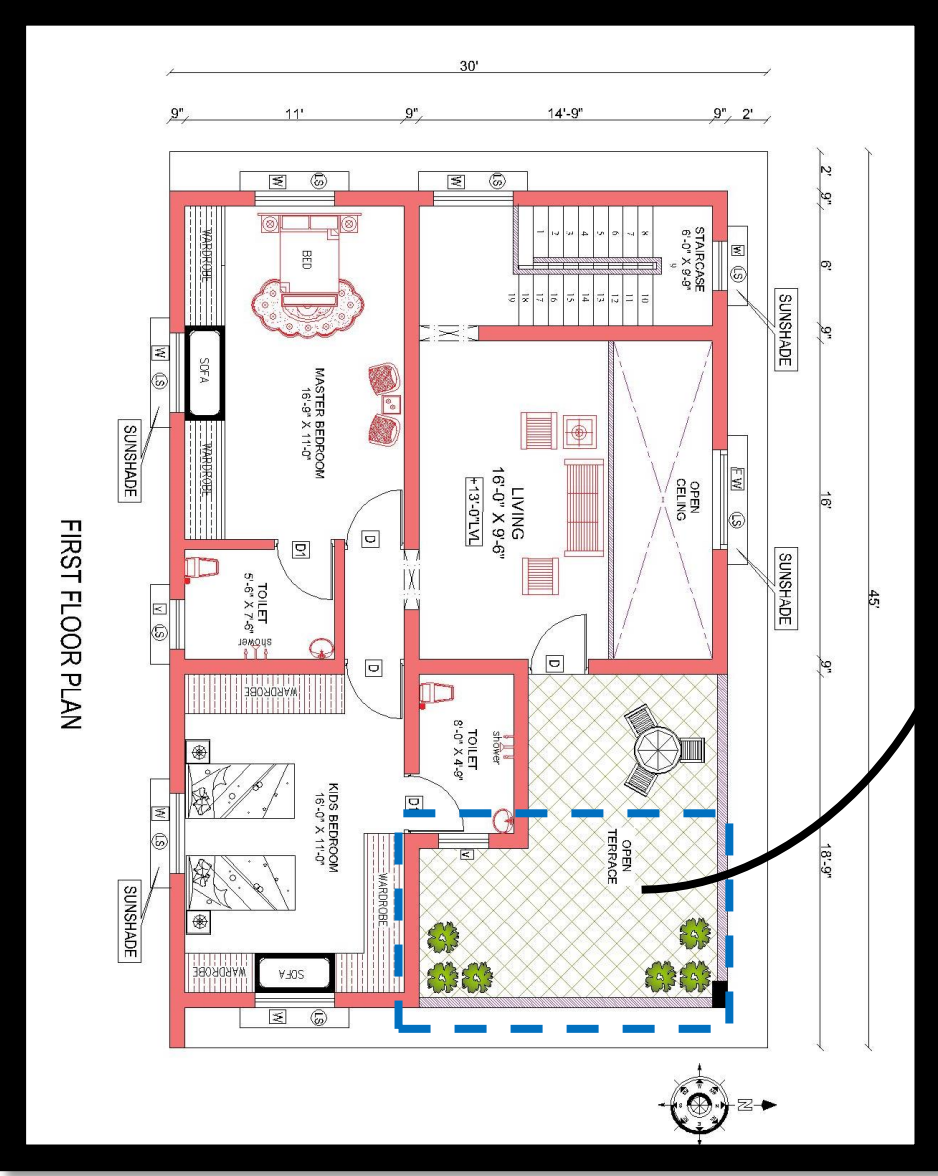 30'
9"
11'
9"
14'-9"
9"
2'
W
LS
W
LS
2'
9"
6'
9"
16'
9"
18'-9"
45'
STAIRCASE
6'-0" X 9'-9"
1
2
3
4
5
6
7
8
9
10
11
12
13
14
15
16
17
18
19
W
LS
SUNSHADE
WARDROBE
BED
SOFA
W
LS
SUNSHADE
MASTER BEDROOM
16'-9" X 11'-0"
WARDROBE
LIVING
16'-0" X 9'-6"
+13'-0"LVL
OPEN
CELING
FW
LS
SUNSHADE
D
D1
TOILET
5'-6" X 7'-6"
shower
V
LS
D
D
WARDROBE
TOILET
8'-0" X 4'-9"
shower
D1
V
KIDS BEDROOM
16'-0" X 11'-0"
W
LS
SUNSHADE
WARDROBE
WARDROBE
SOFA
W
LS
OPEN
TERRACE
FIRST FLOOR PLAN
N